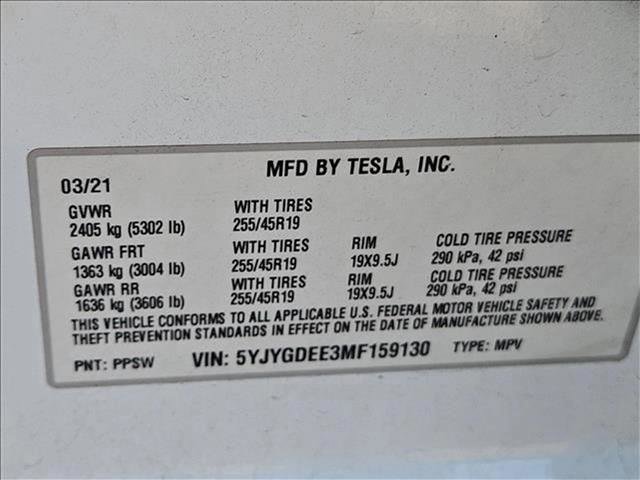 MFD BY TESLA, INC.
03/21
GVWR WITH TIRES
2405 kg (5302 lb) 255/45R19
GAWR FRT WITH TIRES RIM COLD TIRE PRESSURE
1363 kg (3004 lb) 255/45R19 19X9.5J 290 kPa, 42 psi
GAWR RR WITH TIRES RIM COLD TIRE PRESSURE
1636 kg (3606 lb) 255/45R19 19X9.5J 290 kPa, 42 psi
THIS VEHICLE CONFORMS TO ALL APPLICABLE U.S. FEDERAL MOTOR VEHICLE SAFETY AND
THEFT PREVENTION STANDARDS IN EFFECT ON THE DATE OF MANUFACTURE SHOWN ABOVE.
PNT: PPSW VIN: 5YJYGDEE3MF159130 TYPE: MPV